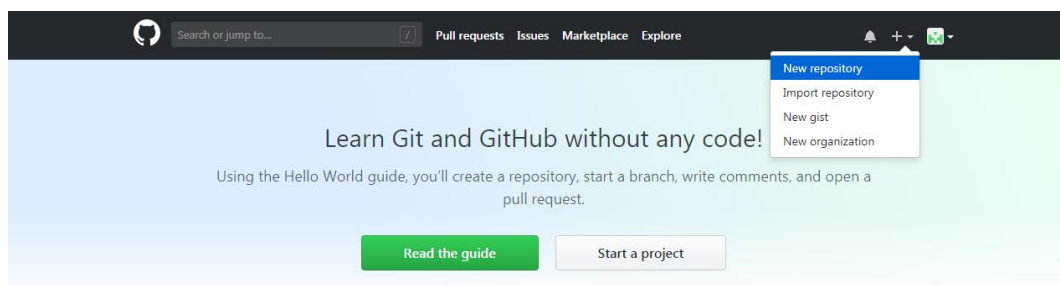 Search or jump to... / Pull requests Issues Marketplace Explore
New repository
Import repository
New gist
New organization
Learn Git and GitHub without any code!
Using the Hello World guide, you'll create a repository, start a branch, write comments, and open a
pull request.
Read the guide Start a project